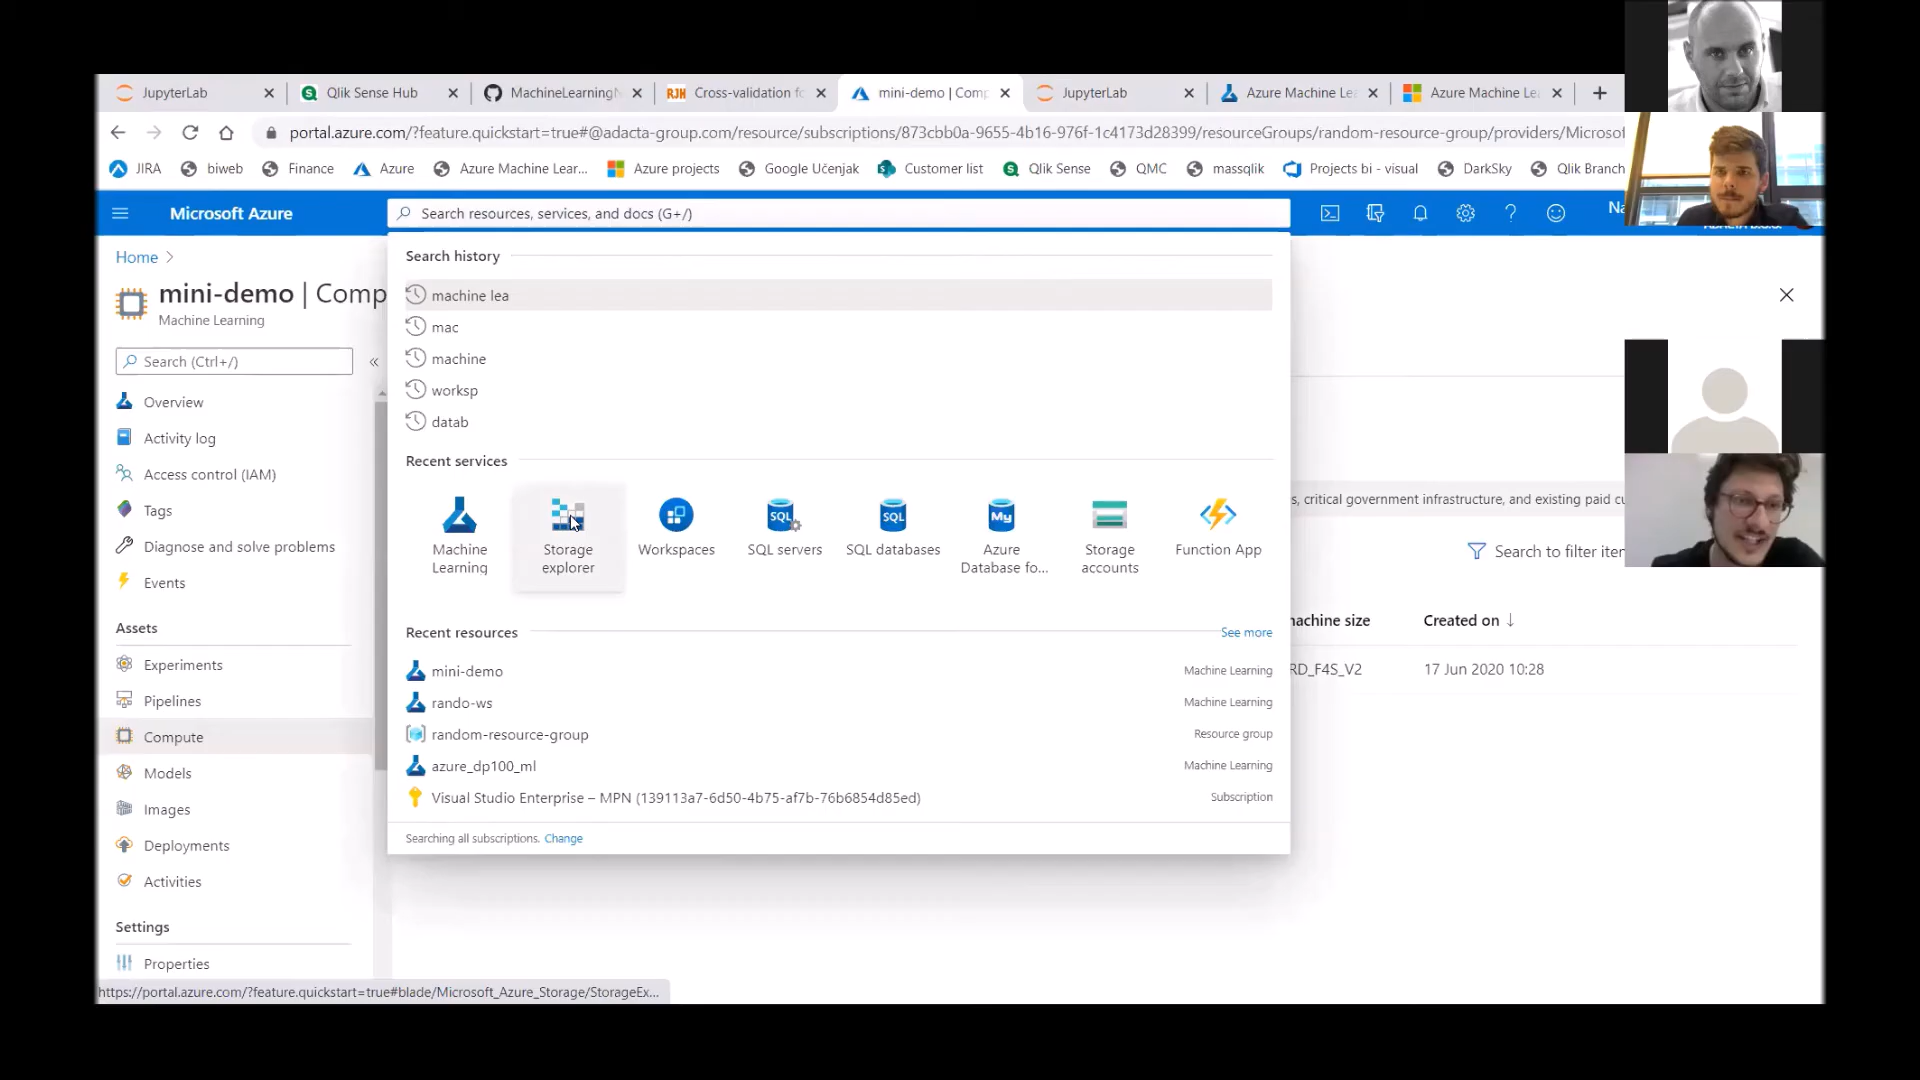 JupyterLab
Qlik Sense Hub
MachineLearningN
RJH Cross-validation fo
mini-demo | Comp
JupyterLab
Azure Machine Le
Azure Machine Le
portal.azure.com/?feature.quickstart=true#@adacta-group.com/resource/subscriptions/873cbb0a-9655-4b16-976f-1c4173d28399/resourceGroups/random-resource-group/providers/Microsof
JIRA
biweb
Finance
Azure
Azure Machine Lear...
Azure projects
Google Učenjak
Customer list
Qlik Sense
QMC
massqlik
Projects bi - visual
DarkSky
Qlik Branch
Microsoft Azure
Search resources, services, and docs (G+/)
Na
Home >
mini-demo | Comp
Machine Learning
Search (Ctrl+/)
«
Overview
Activity log
Access control (IAM)
Tags
Diagnose and solve problems
Events
Assets
Experiments
Pipelines
Compute
Models
Images
Deployments
Activities
Settings
Properties
Search history
machine lea
mac
machine
worksp
datab
Recent services
Machine
Learning
Storage
explorer
Workspaces
SQL
SQL servers
SQL
SQL databases
My
Azure
Database fo...
Storage
accounts
Function App
Recent resources
See more
mini-demo
Machine Learning
rando-ws
Machine Learning
random-resource-group
Resource group
azure_dp100_ml
Machine Learning
Visual Studio Enterprise – MPN (139113a7-6d50-4b75-af7b-76b6854d85ed)
Subscription
Searching all subscriptions. Change
s, critical government infrastructure, and existing paid cu
Search to filter iten
achine size
Created on ↓
RD_F4S_V2
17 Jun 2020 10:28
https://portal.azure.com/?feature.quickstart=true#blade/Microsoft_Azure_Storage/StorageEx...